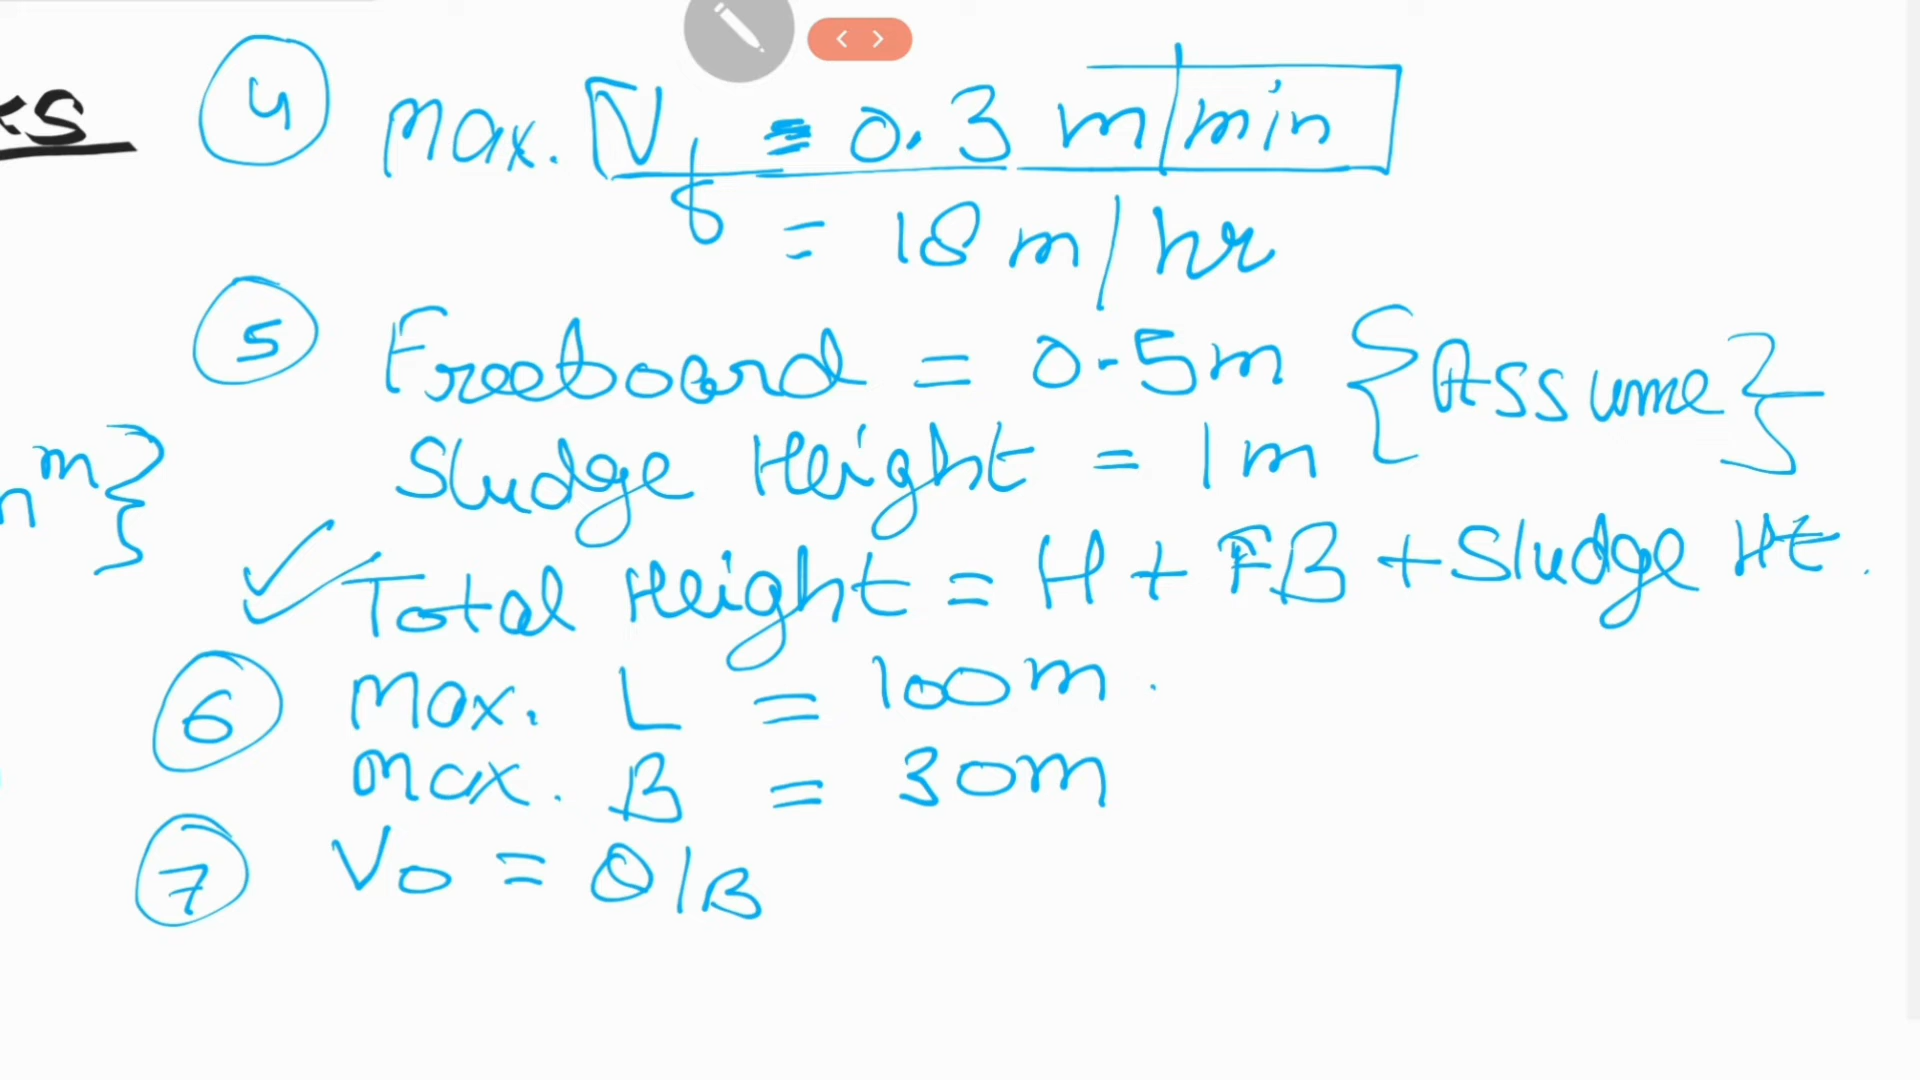 ks
④ Max. Vf = 0.3 m/min
= 18 m/hr
⑤ Freeboard = 0.5m {Assume}
Sludge Height = 1m
n^m}
✓ Total Height = H + FB + Sludge Ht.
⑥ Max. L = 100m.
Max. B = 30m
⑦ Vo = Q/B